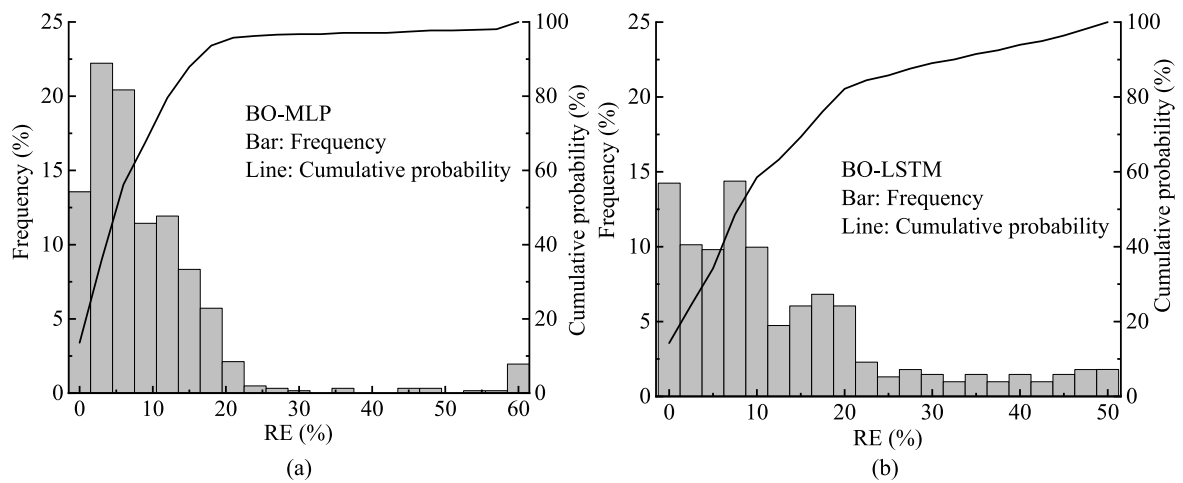 25
20
15
10
5
0
Frequency (%)
100
80
60
40
20
0
Cumulative probability (%)
BO-MLP
Bar: Frequency
Line: Cumulative probability
0 10 20 30 40 50 60
RE (%)
(a)
25
20
15
10
5
0
Frequency (%)
100
80
60
40
20
0
Cumulative probability (%)
BO-LSTM
Bar: Frequency
Line: Cumulative probability
0 10 20 30 40 50
RE (%)
(b)